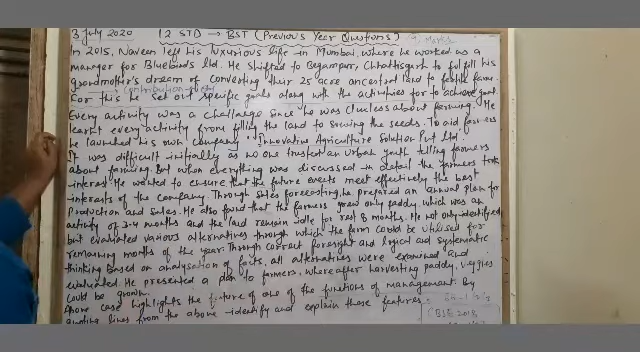 3 July 2020 12 STD → BST (Previous Year Questions)
In 2015, Naveen left his luxurious life in Mumbai, where he worked as a
manager for Bluebirds Ltd. He shifted to Begampur, Chhattisgarh to fulfill his
grandmother's dream of converting their 25 acre ancestral land to fertile farm.
For this he set out specific goals along with the activities for to achieve goal
Every activity was a challenge since he was clueless about farming. He
learnt every activity from filling the land to sowing the seeds. To aid farmers
he launched his own company "Innovative Agriculture Solution Pvt Ltd
It was difficult initially as no one trusted an urban youth telling farmers
about farming. But when everything was discussed in detail the farmers took
interest. He wanted to ensure that the future events meet effectively the best
interests of the company. Through sales forecasting, he prepared an annual plan for
production and sales. He also found that the farmers grew only paddy, which was an
activity of 3-4 months and the land remain idle for rest 8 months. He not only identified
but evaluated various alternatives through which the farm could be utilised for
remaining months of the year. Through correct foresight and logical and systematic
thinking based on analysation of facts, all alternatives were examined and
evaluated. He presented a plan to farmers, where after harvesting paddy, veggies
could be grown.
Above case highlights the future of one of the functions of management. By
quoting lines from the above identify and explain these features.
CBSE 2018